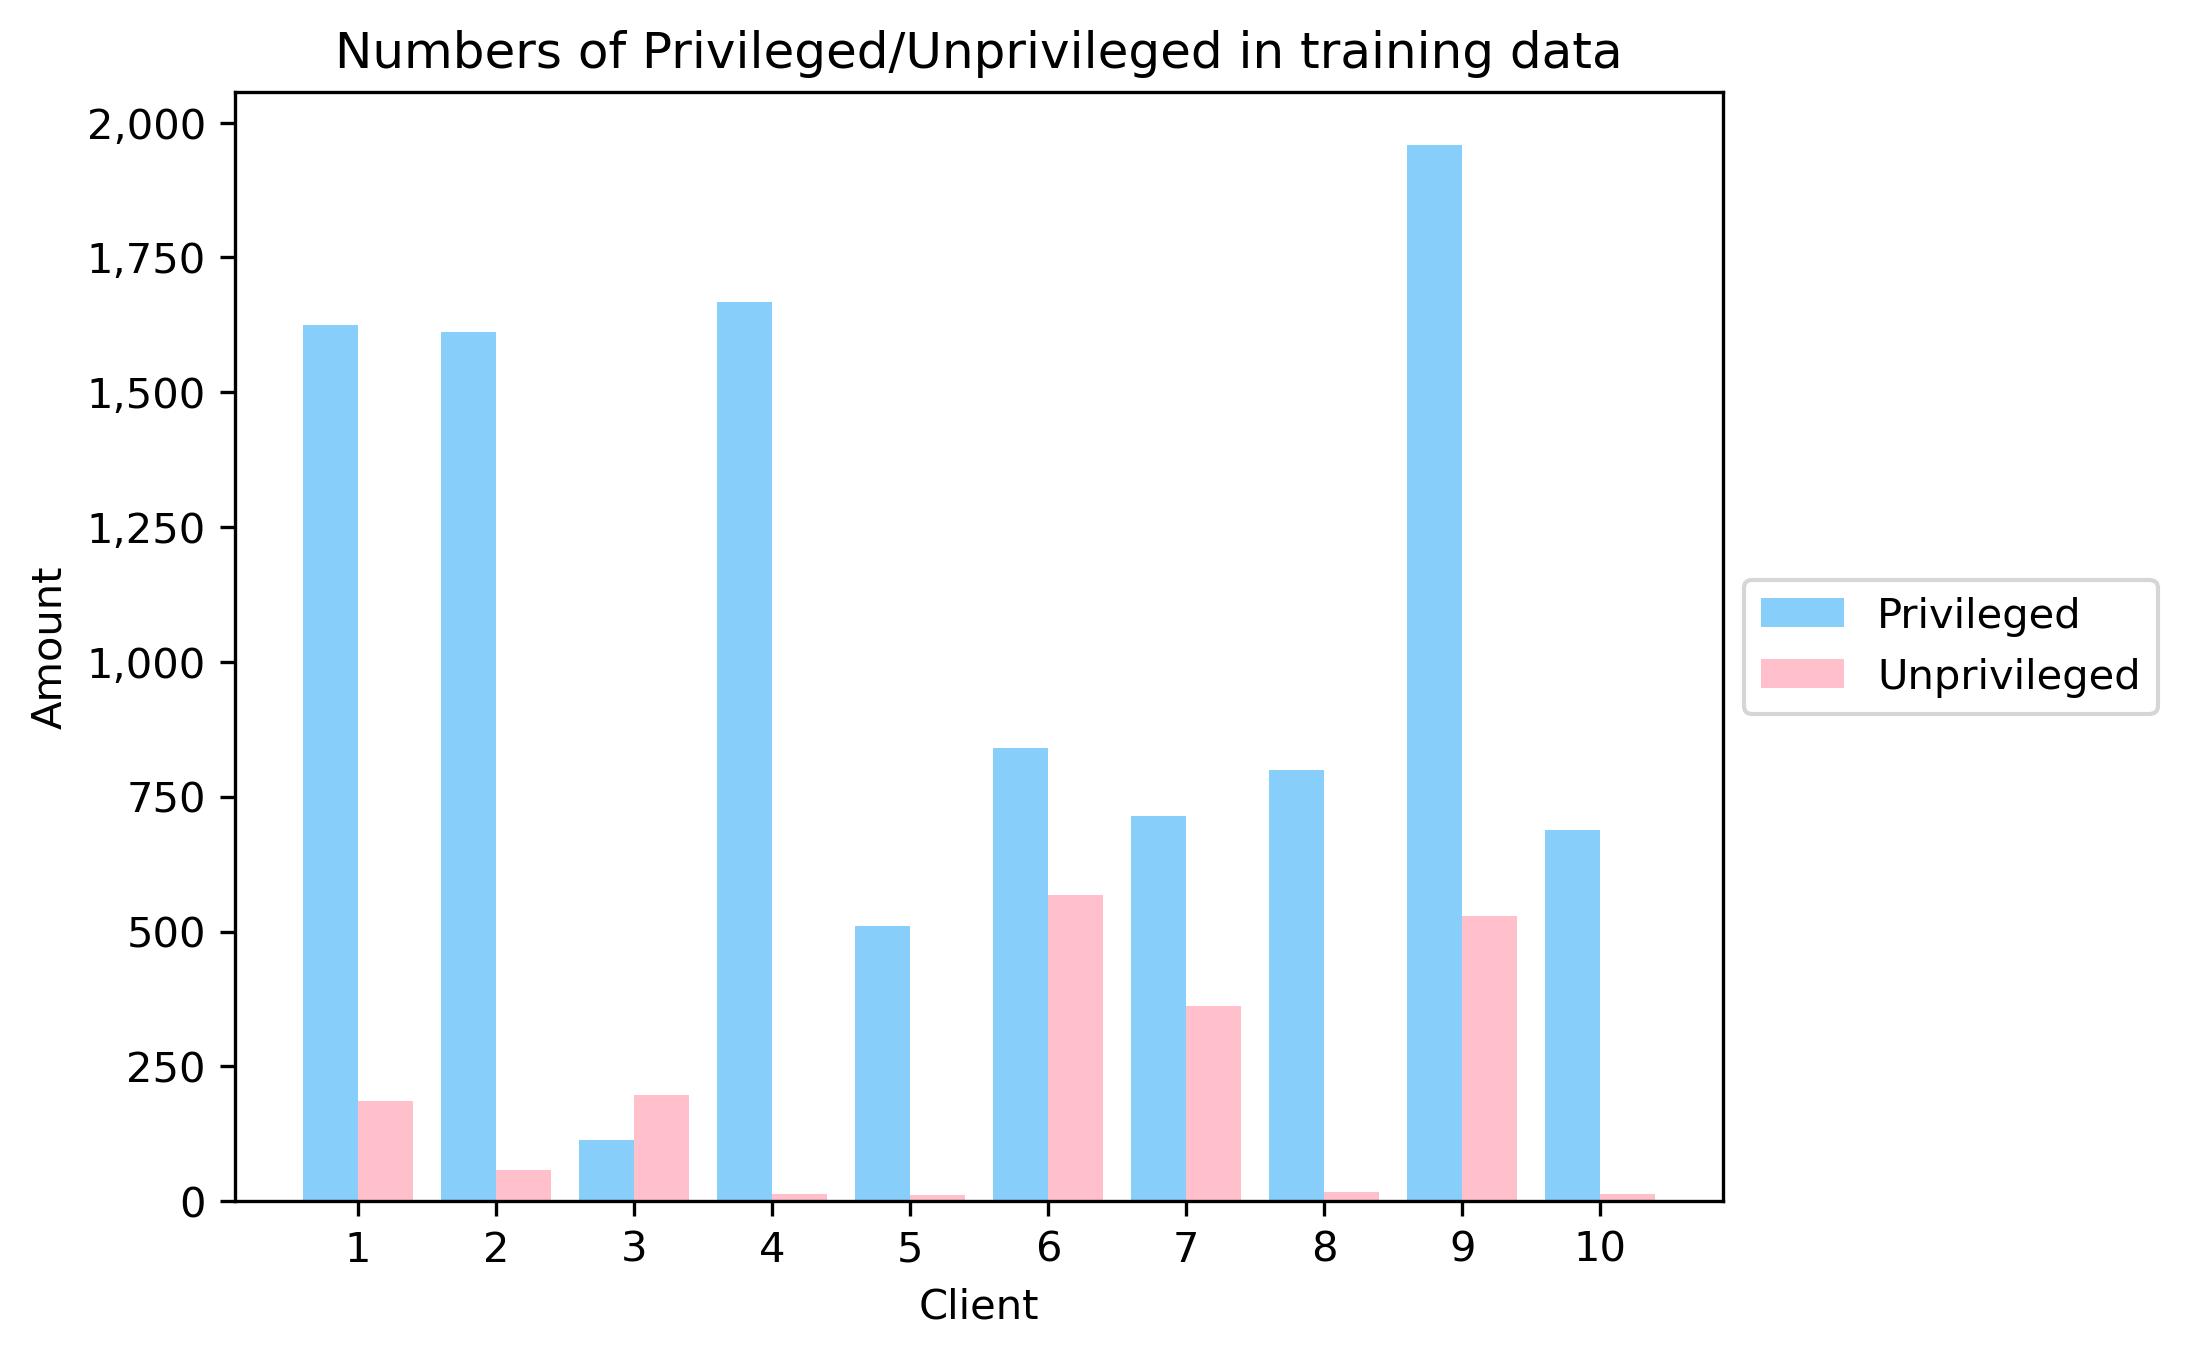 Numbers of Privileged/Unprivileged in training data
2,000
1,750
1,500
1,250
1,000
750
500
250
0
Amount
1 2 3 4 5 6 7 8 9 10
Client
Privileged
Unprivileged